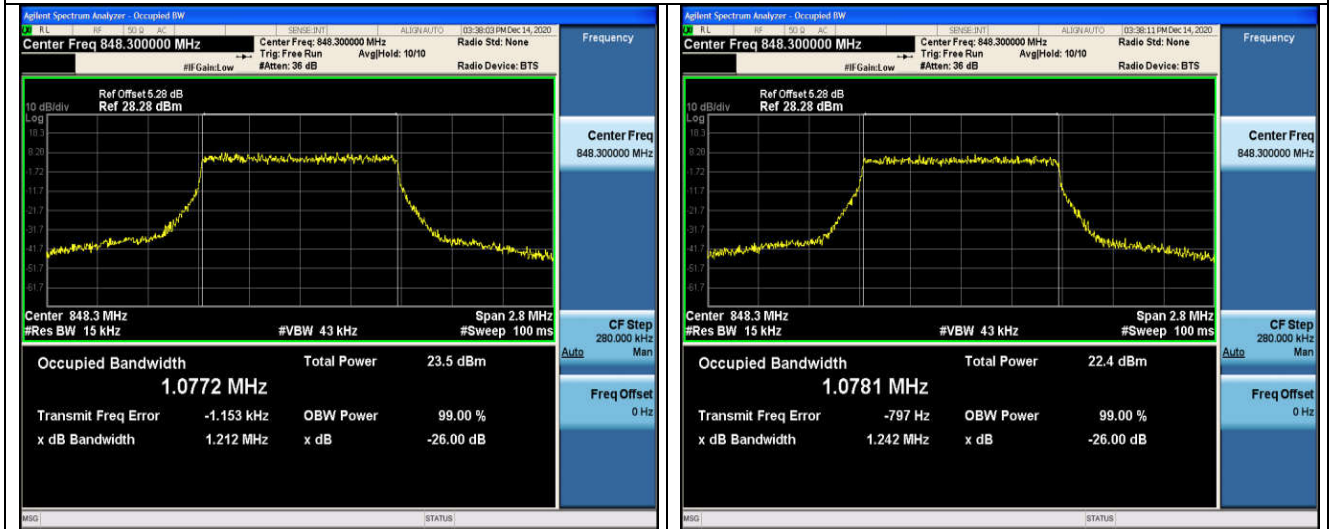 Agilent Spectrum Analyzer - Occupied BW
RL RF 50 Ω AC SENSE:INT ALIGN AUTO 03:38:03 PM Dec 14, 2020
Center Freq 848.300000 MHz
Center Freq: 848.300000 MHz
Radio Std: None
Trig: Free Run Avg|Hold: 10/10
#IFGain:Low #Atten: 36 dB Radio Device: BTS
Ref Offset 5.28 dB
10 dB/div Ref 28.28 dBm
Log
18.3
8.28
-1.72
-11.7
-21.7
-31.7
-41.7
-51.7
-61.7
Center 848.3 MHz Span 2.8 MHz
#Res BW 15 kHz #VBW 43 kHz #Sweep 100 ms
Occupied Bandwidth Total Power 23.5 dBm
1.0772 MHz
Transmit Freq Error -1.153 kHz OBW Power 99.00 %
x dB Bandwidth 1.212 MHz x dB -26.00 dB
MSG STATUS
Frequency
Center Freq
848.300000 MHz
CF Step
280.000 kHz
Auto Man
Freq Offset
0 Hz
Agilent Spectrum Analyzer - Occupied BW
RL RF 50 Ω AC SENSE:INT ALIGN AUTO 03:38:11 PM Dec 14, 2020
Center Freq 848.300000 MHz
Center Freq: 848.300000 MHz
Radio Std: None
Trig: Free Run Avg|Hold: 10/10
#IFGain:Low #Atten: 36 dB Radio Device: BTS
Ref Offset 5.28 dB
10 dB/div Ref 28.28 dBm
Log
18.3
8.28
-1.72
-11.7
-21.7
-31.7
-41.7
-51.7
-61.7
Center 848.3 MHz Span 2.8 MHz
#Res BW 15 kHz #VBW 43 kHz #Sweep 100 ms
Occupied Bandwidth Total Power 22.4 dBm
1.0781 MHz
Transmit Freq Error -797 Hz OBW Power 99.00 %
x dB Bandwidth 1.242 MHz x dB -26.00 dB
MSG STATUS
Frequency
Center Freq
848.300000 MHz
CF Step
280.000 kHz
Auto Man
Freq Offset
0 Hz